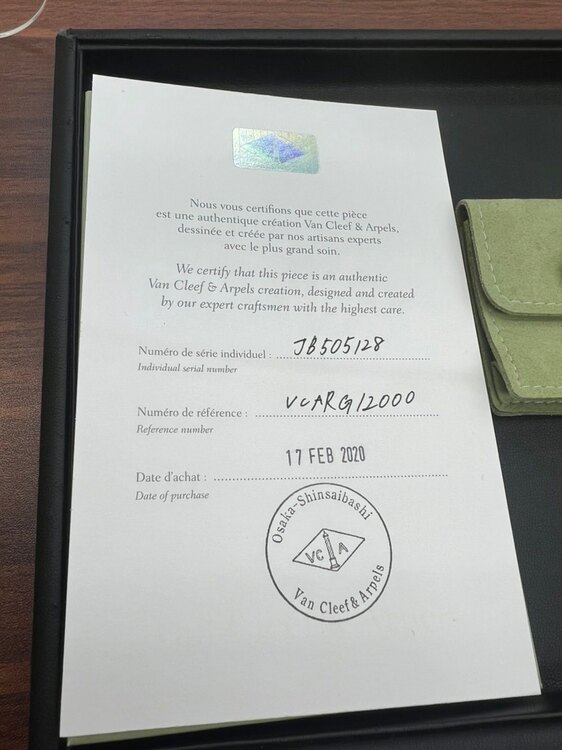 Nous vous certifions que cette pièce
est une authentique création Van Cleef & Arpels,
dessinée et créée par nos artisans experts
avec le plus grand soin.
We certify that this piece is an authentic
Van Cleef & Arpels creation, designed and created
by our expert craftsmen with the highest care.
Numéro de série individuel : JB505128
Individual serial number
Numéro de référence : VCARG12000
Reference number
17 FEB 2020
Date d'achat :
Date of purchase
Osaka-Shinsaibashi
VC A
Van Cleef & Arpels